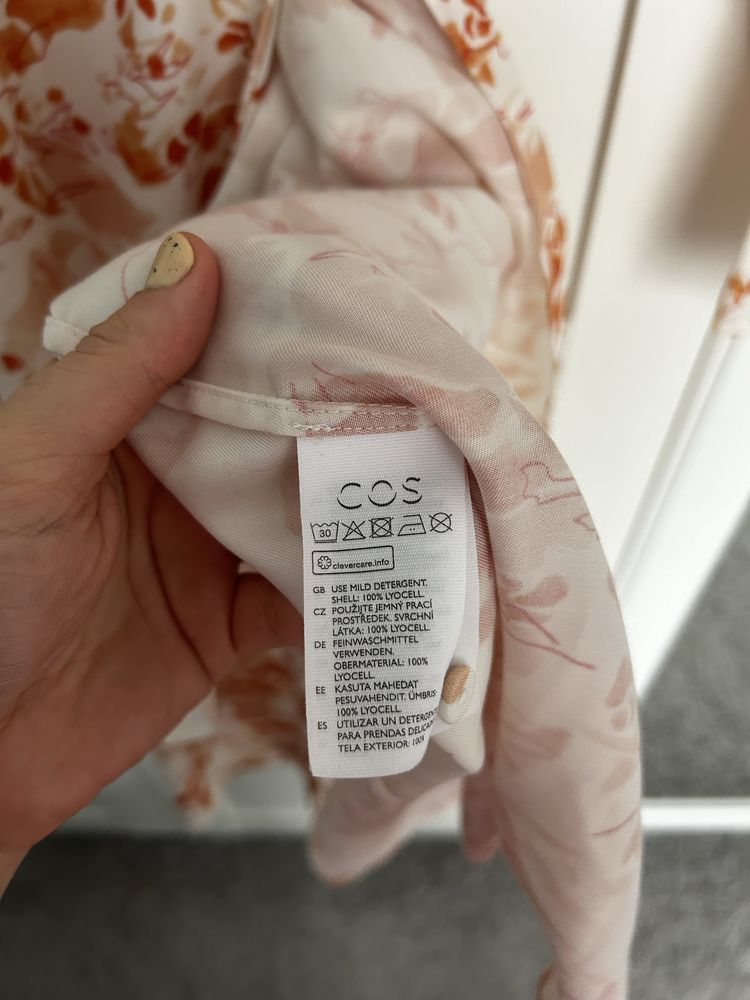 COS
30
clevercare.info
GB USE MILD DETERGENT.
SHELL: 100% LYOCELL.
CZ POUŽIJTE JEMNÝ PRACÍ
PROSTŘEDEK. SVRCHNÍ
LÁTKA: 100% LYOCELL.
DE FEINWASCHMITTEL
VERWENDEN.
OBERMATERIAL: 100%
LYOCELL.
EE KASUTA MAHEDAT
PESUVAHENDIT. ÜMBRIS:
100% LYOCELL.
ES UTILIZAR UN DETERGENTE
PARA PRENDAS
TELA EXTERIOR: 100%